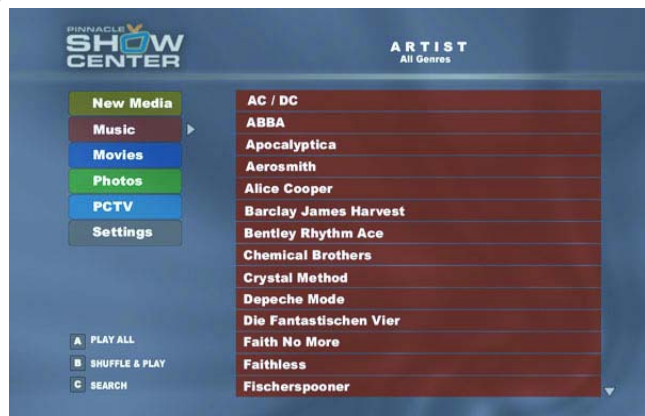 PINNACLE
SHOW
CENTER
ARTIST
All Genres
New Media
Music
Movies
Photos
PCTV
Settings
AC / DC
ABBA
Apocalyptica
Aerosmith
Alice Cooper
Barclay James Harvest
Bentley Rhythm Ace
Chemical Brothers
Crystal Method
Depeche Mode
Die Fantastischen Vier
Faith No More
Faithless
Fischerspooner
A PLAY ALL
B SHUFFLE & PLAY
C SEARCH